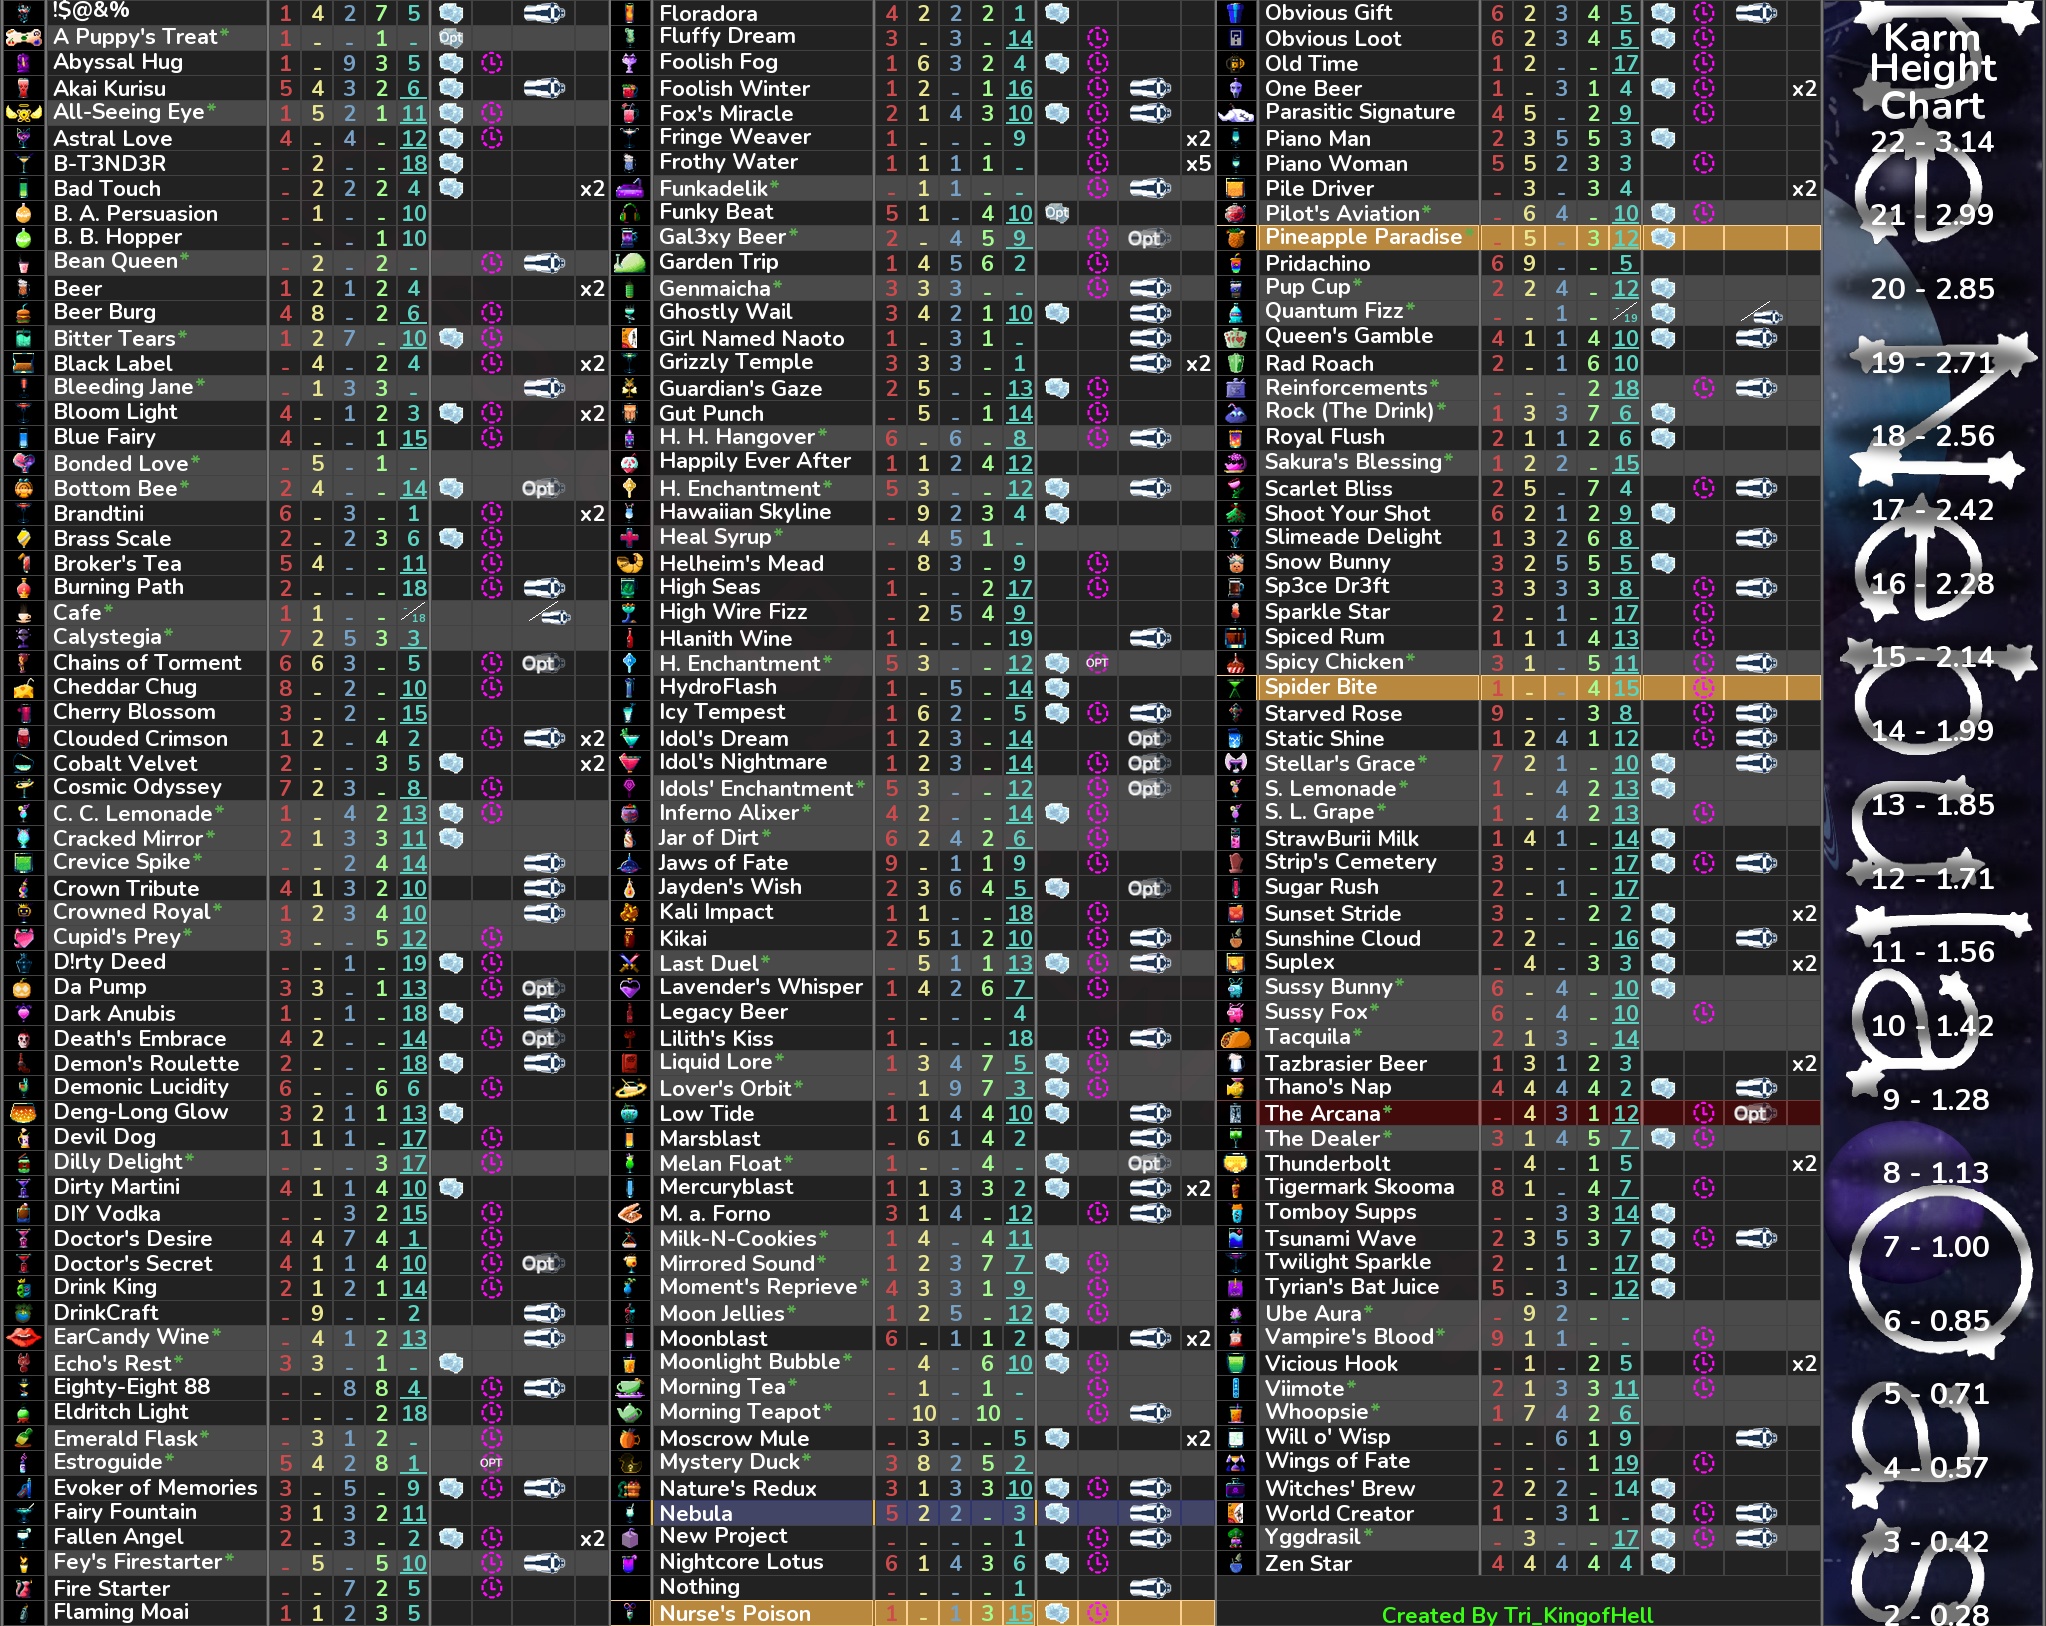 !$@&% 1 4 2 7 5
A Puppy's Treat* 1 - - 1 - Opt
Abyssal Hug 1 - 9 3 5
Akai Kurisu 5 4 3 2 6
All-Seeing Eye* 1 5 2 1 11
Astral Love 4 - 4 - 12
B-T3ND3R - 2 - - 18
Bad Touch - 2 2 2 4 x2
B. A. Persuasion - 1 - - 10
B. B. Hopper - - - 1 10
Bean Queen* - 2 - 2 -
Beer 1 2 1 2 4 x2
Beer Burg 4 8 - 2 6
Bitter Tears* 1 2 7 - 10
Black Label - 4 - 2 4 x2
Bleeding Jane* - 1 3 3 -
Bloom Light 4 - 1 2 3 x2
Blue Fairy 4 - - 1 15
Bonded Love* - 5 - 1 -
Bottom Bee* 2 4 - - 14 Opt
Brandtini 6 - 3 - 1 x2
Brass Scale 2 - 2 3 6
Broker's Tea 5 4 - - 11
Burning Path 2 - - - 18
Cafe* 1 1 - - -/18
Calystegia* 7 2 5 3 3
Chains of Torment 6 6 3 - 5 Opt
Cheddar Chug 8 - 2 - 10
Cherry Blossom 3 - 2 - 15
Clouded Crimson 1 2 - 4 2 x2
Cobalt Velvet 2 - - 3 5 x2
Cosmic Odyssey 7 2 3 - 8
C. C. Lemonade* 1 - 4 2 13
Cracked Mirror* 2 1 3 3 11
Crevice Spike* - - 2 4 14
Crown Tribute 4 1 3 2 10
Crowned Royal* 1 2 3 4 10
Cupid's Prey* 3 - - 5 12
D!rty Deed - - 1 - 19
Da Pump 3 3 - 1 13 Opt
Dark Anubis 1 - 1 - 18
Death's Embrace 4 2 - - 14 Opt
Demon's Roulette 2 - - - 18
Demonic Lucidity 6 - - 6 6
Deng-Long Glow 3 2 1 1 13
Devil Dog 1 1 1 - 17
Dilly Delight* - - - 3 17
Dirty Martini 4 1 1 4 10
DIY Vodka - - 3 2 15
Doctor's Desire 4 4 7 4 1
Doctor's Secret 4 1 1 4 10 Opt
Drink King 2 1 2 1 14
DrinkCraft - 9 - - 2
EarCandy Wine* - 4 1 2 13
Echo's Rest* 3 3 - 1 -
Eighty-Eight 88 - - 8 8 4
Eldritch Light - - - 2 18
Emerald Flask* - 3 1 2 -
Estroguide* 5 4 2 8 1 OPT
Evoker of Memories 3 - 5 - 9
Fairy Fountain 3 1 3 2 11
Fallen Angel 2 - 3 - 2 x2
Fey's Firestarter* - 5 - 5 10
Fire Starter - - 7 2 5
Flaming Moai 1 1 2 3 5
Floradora 4 2 2 2 1
Fluffy Dream 3 - 3 - 14
Foolish Fog 1 6 3 2 4
Foolish Winter 1 2 - 1 16
Fox's Miracle 2 1 4 3 10
Fringe Weaver 1 - - - 9 x2
Frothy Water 1 1 1 1 - x5
Funkadelik* - 1 1 - -
Funky Beat 5 1 - 4 10 Opt
Gal3xy Beer* 2 - 4 5 9 Opt
Garden Trip 1 4 5 6 2
Genmaicha* 3 3 3 - -
Ghostly Wail 3 4 2 1 10
Girl Named Naoto 1 - 3 1 -
Grizzly Temple 3 3 3 - 1 x2
Guardian's Gaze 2 5 - - 13
Gut Punch - 5 - 1 14
H. H. Hangover* 6 - 6 - 8
Happily Ever After 1 1 2 4 12
H. Enchantment* 5 3 - - 12
Hawaiian Skyline - 9 2 3 4
Heal Syrup* - 4 5 1 -
Helheim's Mead - 8 3 - 9
High Seas 1 - - 2 17
High Wire Fizz - 2 5 4 9
Hlanith Wine 1 - - - 19
H. Enchantment* 5 3 - - 12 OPT
HydroFlash 1 - 5 - 14
Icy Tempest 1 6 2 - 5
Idol's Dream 1 2 3 - 14 Opt
Idol's Nightmare 1 2 3 - 14 Opt
Idols' Enchantment* 5 3 - - 12 Opt
Inferno Alixer* 4 2 - - 14
Jar of Dirt* 6 2 4 2 6
Jaws of Fate 9 - 1 1 9
Jayden's Wish 2 3 6 4 5 Opt
Kali Impact 1 1 - - 18
Kikai 2 5 1 2 10
Last Duel* - 5 1 1 13
Lavender's Whisper 1 4 2 6 7
Legacy Beer - - - - 4
Lilith's Kiss 1 - - - 18
Liquid Lore* 1 3 4 7 5
Lover's Orbit* - 1 9 7 3
Low Tide 1 1 4 4 10
Marsblast - 6 1 4 2
Melan Float* 1 - - 4 - Opt
Mercuryblast 1 1 3 3 2 x2
M. a. Forno 3 1 4 - 12
Milk-N-Cookies* 1 4 - 4 11
Mirrored Sound* 1 2 3 7 7
Moment's Reprieve* 4 3 3 1 9
Moon Jellies* 1 2 5 - 12
Moonblast 6 - 1 1 2 x2
Moonlight Bubble* - 4 - 6 10
Morning Tea* - 1 - 1 -
Morning Teapot* - 10 - 10 -
Moscrow Mule - 3 - - 5 x2
Mystery Duck* 3 8 2 5 2
Nature's Redux 3 1 3 3 10
Nebula 5 2 2 - 3
New Project - - - - 1
Nightcore Lotus 6 1 4 3 6
Nothing - - - - 1
Nurse's Poison 1 - 1 3 15
Obvious Gift 6 2 3 4 5
Obvious Loot 6 2 3 4 5
Old Time 1 2 - - 17
One Beer 1 - 3 1 4 x2
Parasitic Signature 4 5 - 2 9
Piano Man 2 3 5 5 3
Piano Woman 5 5 2 3 3
Pile Driver - 3 - 3 4 x2
Pilot's Aviation* - 6 4 - 10
Pineapple Paradise* - 5 - 3 12
Pridachino 6 9 - - 5
Pup Cup* 2 2 4 - 12
Quantum Fizz* - - 1 - -/19
Queen's Gamble 4 1 1 4 10
Rad Roach 2 - 1 6 10
Reinforcements* - - - 2 18
Rock (The Drink)* 1 3 3 7 6
Royal Flush 2 1 1 2 6
Sakura's Blessing* 1 2 2 - 15
Scarlet Bliss 2 5 - 7 4
Shoot Your Shot 6 2 1 2 9
Slimeade Delight 1 3 2 6 8
Snow Bunny 3 2 5 5 5
Sp3ce Dr3ft 3 3 3 3 8
Sparkle Star 2 - 1 - 17
Spiced Rum 1 1 1 4 13
Spicy Chicken* 3 1 - 5 11
Spider Bite 1 - - 4 15
Starved Rose 9 - - 3 8
Static Shine 1 2 4 1 12
Stellar's Grace* 7 2 1 - 10
S. Lemonade* 1 - 4 2 13
S. L. Grape* 1 - 4 2 13
StrawBurii Milk 1 4 1 - 14
Strip's Cemetery 3 - - - 17
Sugar Rush 2 - 1 - 17
Sunset Stride 3 - - 2 2 x2
Sunshine Cloud 2 2 - - 16
Suplex - 4 - 3 3 x2
Sussy Bunny* 6 - 4 - 10
Sussy Fox* 6 - 4 - 10
Tacquila* 2 1 3 - 14
Tazbrasier Beer 1 3 1 2 3 x2
Thano's Nap 4 4 4 4 2
The Arcana* - 4 3 1 12 Opt
The Dealer* 3 1 4 5 7
Thunderbolt - 4 - 1 5 x2
Tigermark Skooma 8 1 - 4 7
Tomboy Supps - - 3 3 14
Tsunami Wave 2 3 5 3 7
Twilight Sparkle 2 - 1 - 17
Tyrian's Bat Juice 5 - 3 - 12
Ube Aura* - 9 2 - -
Vampire's Blood* 9 1 1 - -
Vicious Hook - 1 - 2 5 x2
Viimote* 2 1 3 3 11
Whoopsie* 1 7 4 2 6
Will o' Wisp - - 6 1 9
Wings of Fate - - - 1 19
Witches' Brew 2 2 2 - 14
World Creator 1 - 3 1 -
Yggdrasil* - 3 - - 17
Zen Star 4 4 4 4 4
Created By Tri_KingofHell
Karm
Height
Chart
22 - 3.14
21 - 2.99
20 - 2.85
19 - 2.71
18 - 2.56
17 - 2.42
16 - 2.28
15 - 2.14
14 - 1.99
13 - 1.85
12 - 1.71
11 - 1.56
10 - 1.42
9 - 1.28
8 - 1.13
7 - 1.00
6 - 0.85
5 - 0.71
4 - 0.57
3 - 0.42
2 - 0.28